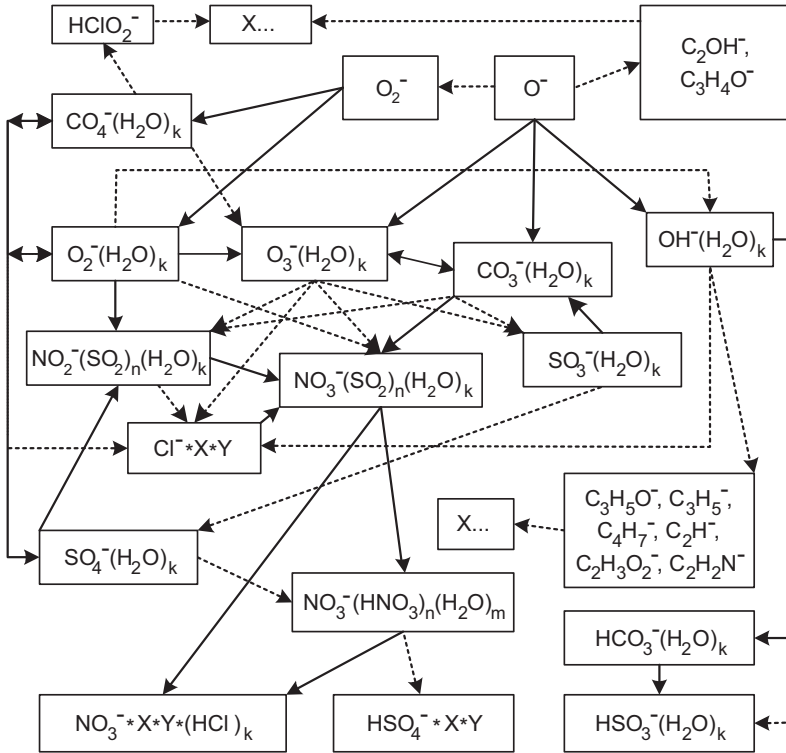 HClO₂⁻
X...
C₂OH⁻,
C₃H₄O⁻
O₂⁻
O⁻
CO₄⁻(H₂O)ₖ
O₂⁻(H₂O)ₖ
O₃⁻(H₂O)ₖ
CO₃⁻(H₂O)ₖ
OH⁻(H₂O)ₖ
NO₂⁻(SO₂)ₙ(H₂O)ₖ
NO₃⁻(SO₂)ₙ(H₂O)ₖ
SO₃⁻(H₂O)ₖ
Cl⁻*X*Y
SO₄⁻(H₂O)ₖ
X...
C₃H₅O⁻, C₃H₅⁻,
C₄H₇⁻, C₂H⁻,
C₂H₃O₂⁻, C₂H₂N⁻
NO₃⁻(HNO₃)ₙ(H₂O)ₘ
HCO₃⁻(H₂O)ₖ
NO₃⁻*X*Y*(HCl)ₖ
HSO₄⁻*X*Y
HSO₃⁻(H₂O)ₖ